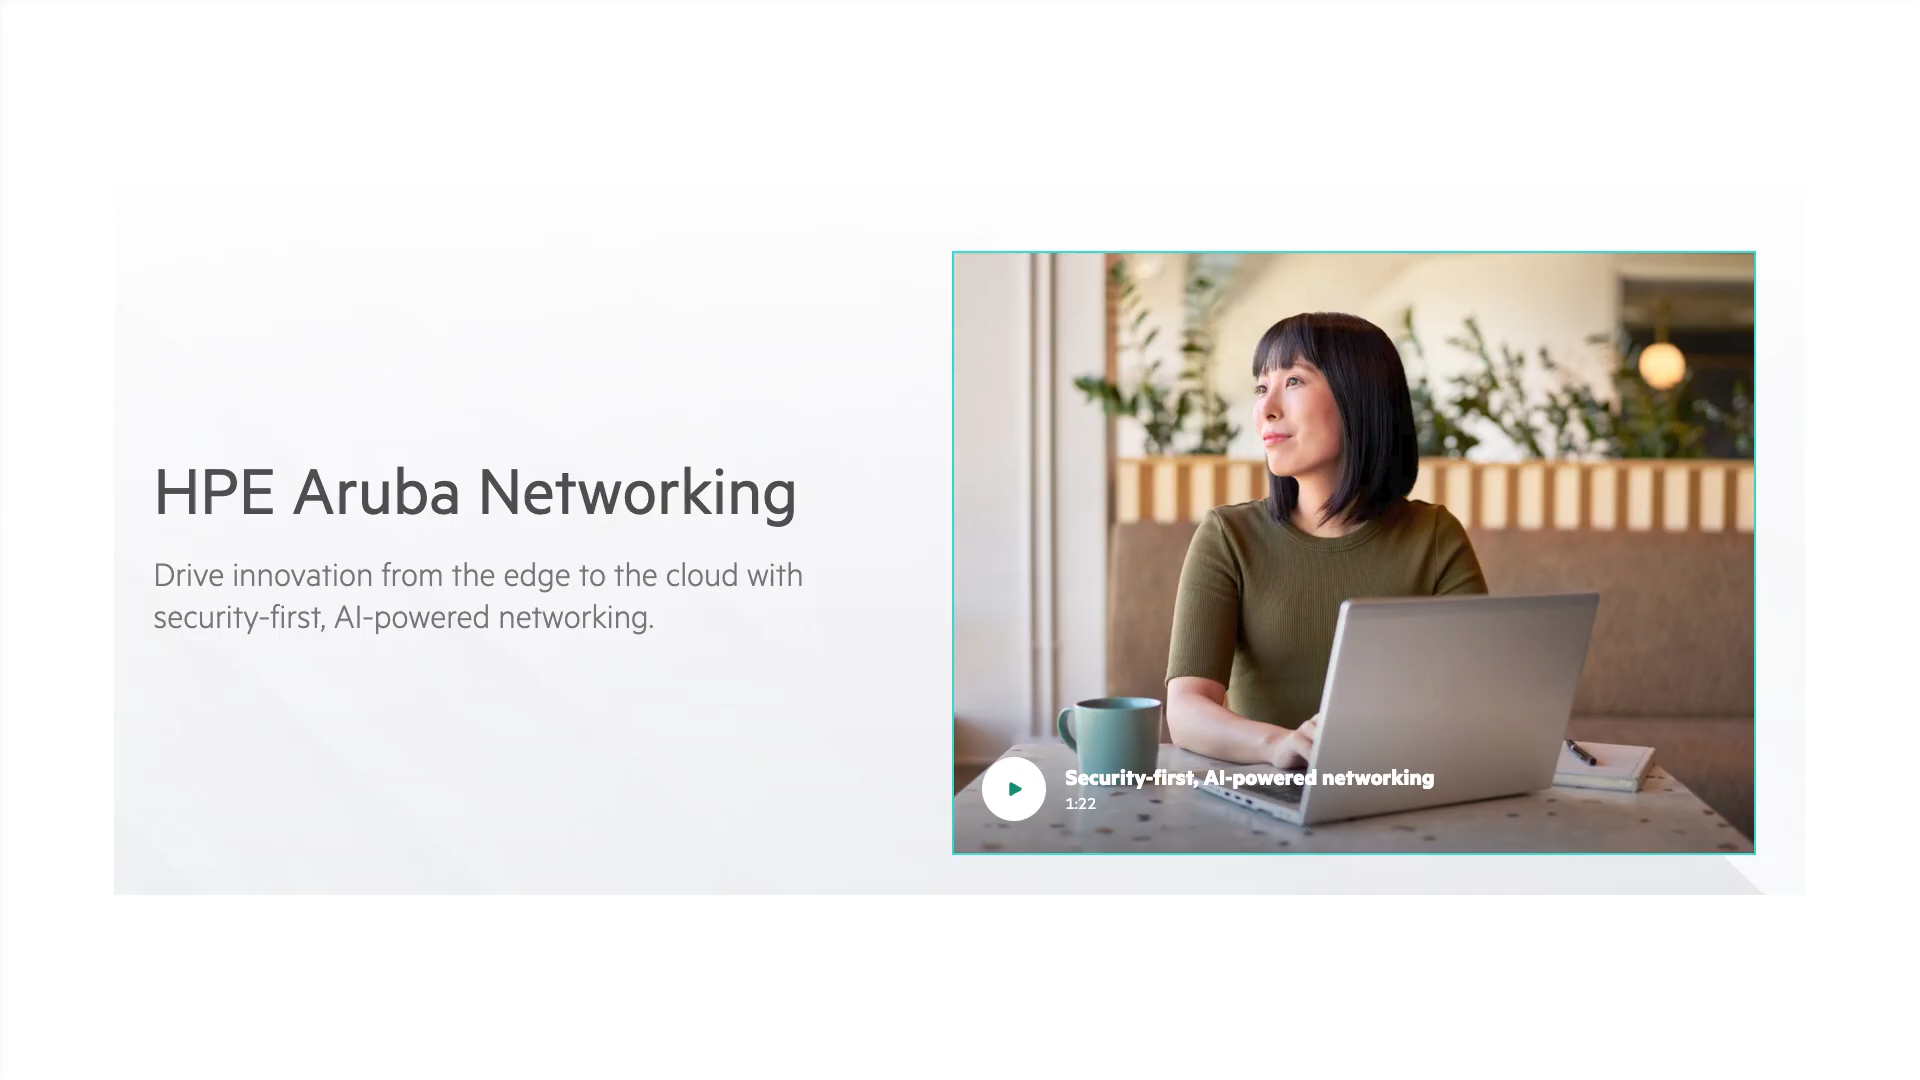 HPE Aruba Networking
Drive innovation from the edge to the cloud with
security-first, AI-powered networking.
Security-first, AI-powered networking
1:22